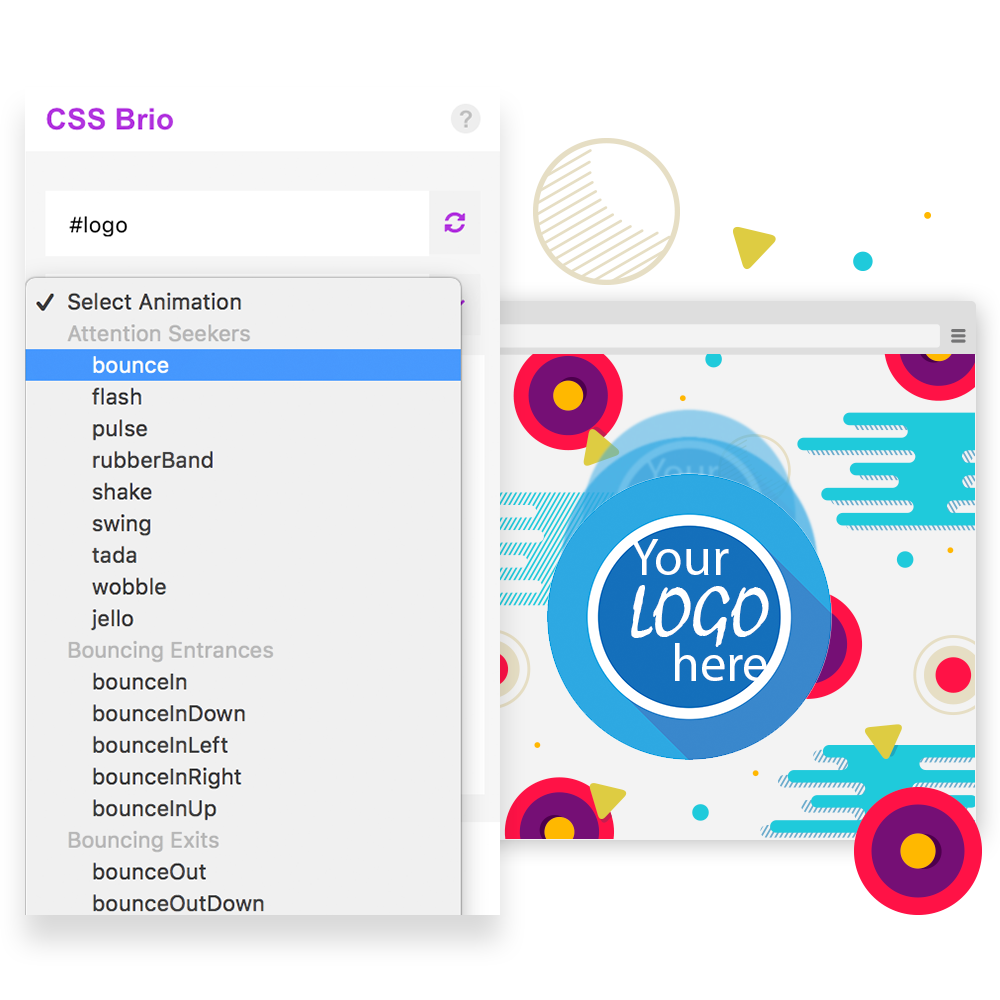 CSS Brio
?
#logo
✓ Select Animation
Attention Seekers
bounce
flash
pulse
rubberBand
shake
swing
tada
wobble
jello
Bouncing Entrances
bounceIn
bounceInDown
bounceInLeft
bounceInRight
bounceInUp
Bouncing Exits
bounceOut
bounceOutDown
Your
Your
LOGO
here